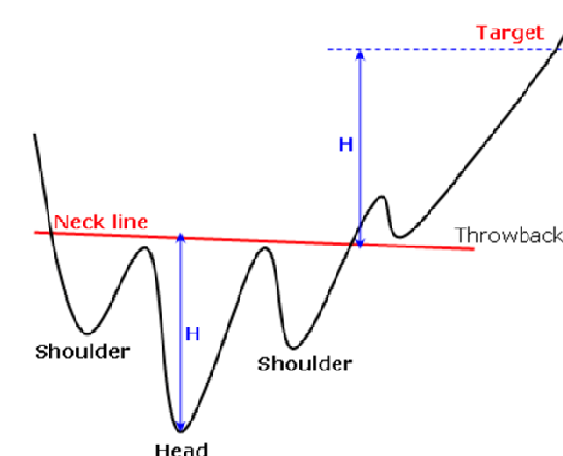 Target
H
Neck line
Throwback
H
Shoulder
Shoulder
Head